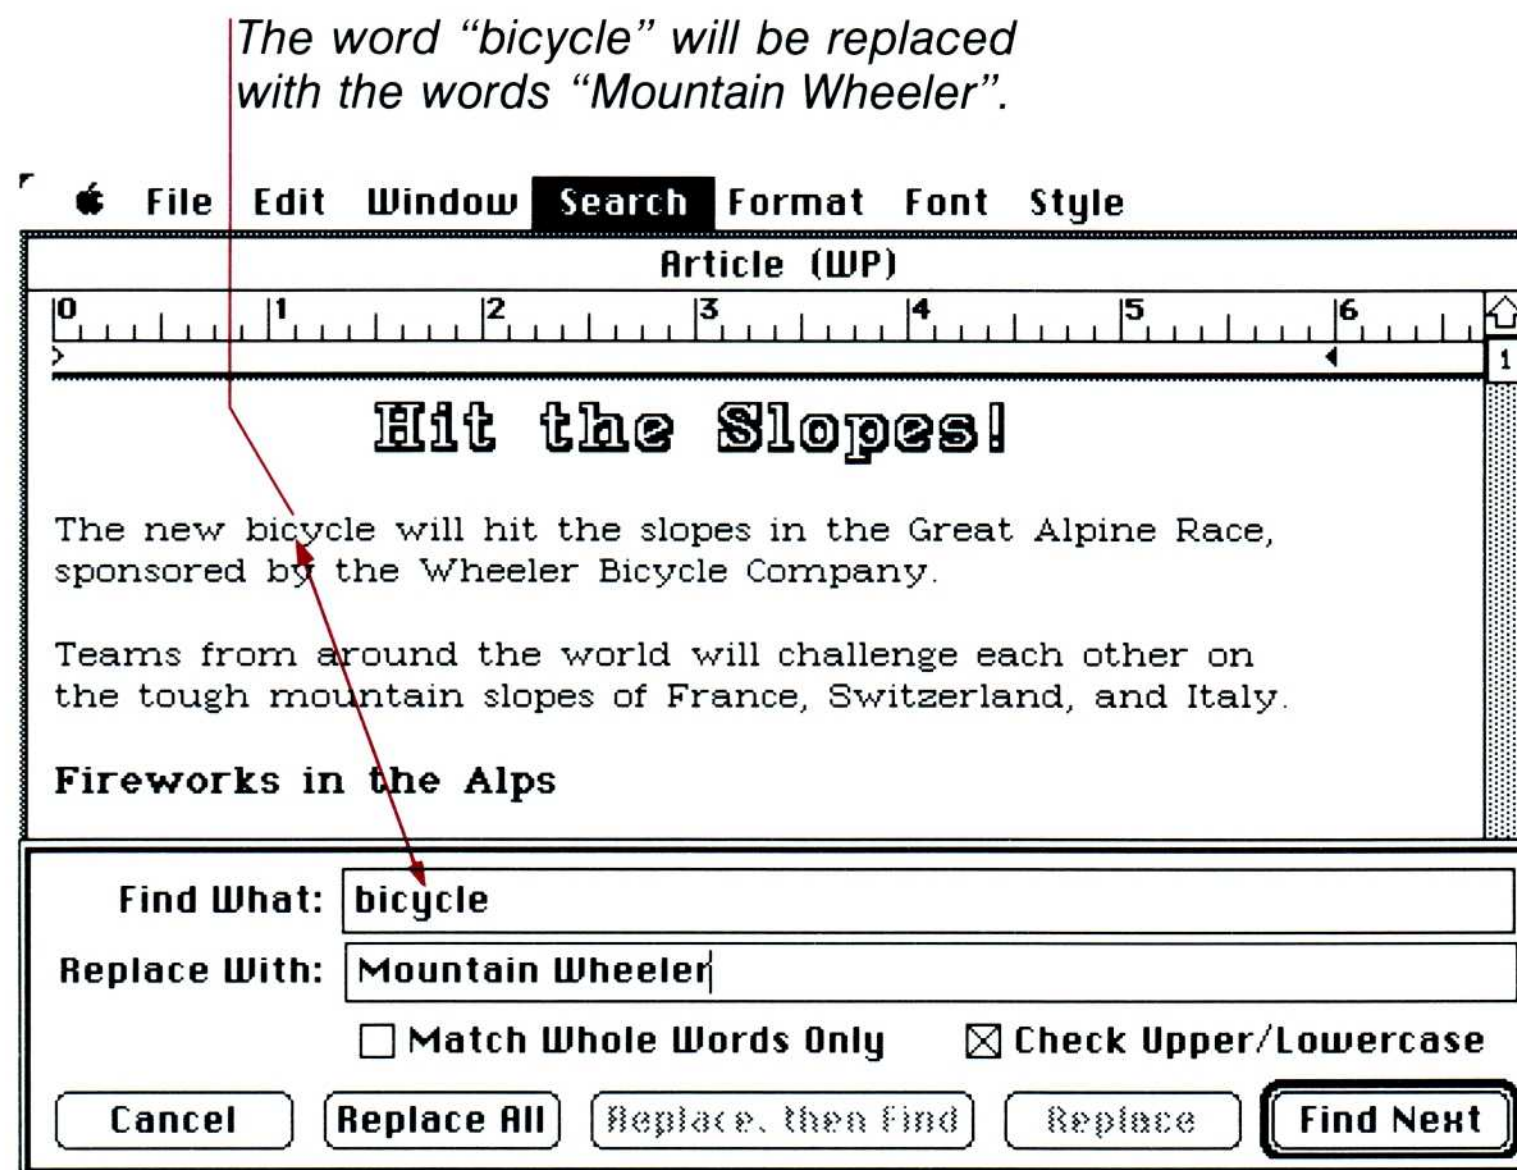 The word “bicycle” will be replaced
with the words “Mountain Wheeler”.
File Edit Window Search Format Font Style
Article (WP)
0 1 2 3 4 5 6
1
Hit the Slopes!
The new bicycle will hit the slopes in the Great Alpine Race,
sponsored by the Wheeler Bicycle Company.
Teams from around the world will challenge each other on
the tough mountain slopes of France, Switzerland, and Italy.
Fireworks in the Alps
Find What: bicycle
Replace With: Mountain Wheeler
Match Whole Words Only Check Upper/Lowercase
Cancel Replace All Replace, then Find Replace Find Next